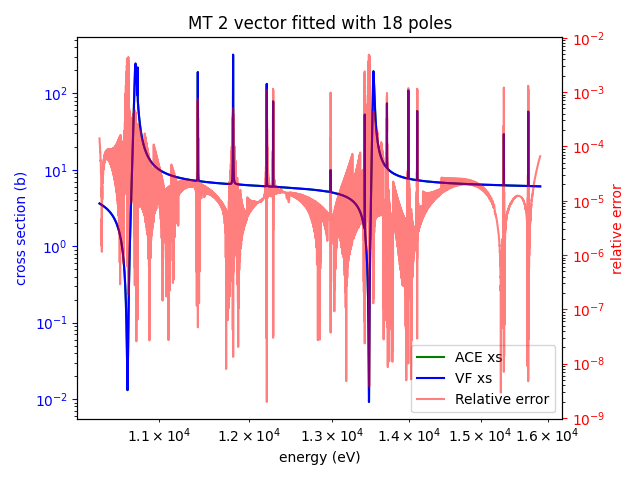 MT 2 vector fitted with 18 poles
cross section (b)
10²
10¹
10⁰
10⁻¹
10⁻²
10⁻²
10⁻³
10⁻⁴
10⁻⁵
10⁻⁶
10⁻⁷
10⁻⁸
10⁻⁹
relative error
ACE xs
VF xs
Relative error
1.1 × 10⁴ 1.2 × 10⁴ 1.3 × 10⁴ 1.4 × 10⁴ 1.5 × 10⁴ 1.6 × 10⁴
energy (eV)